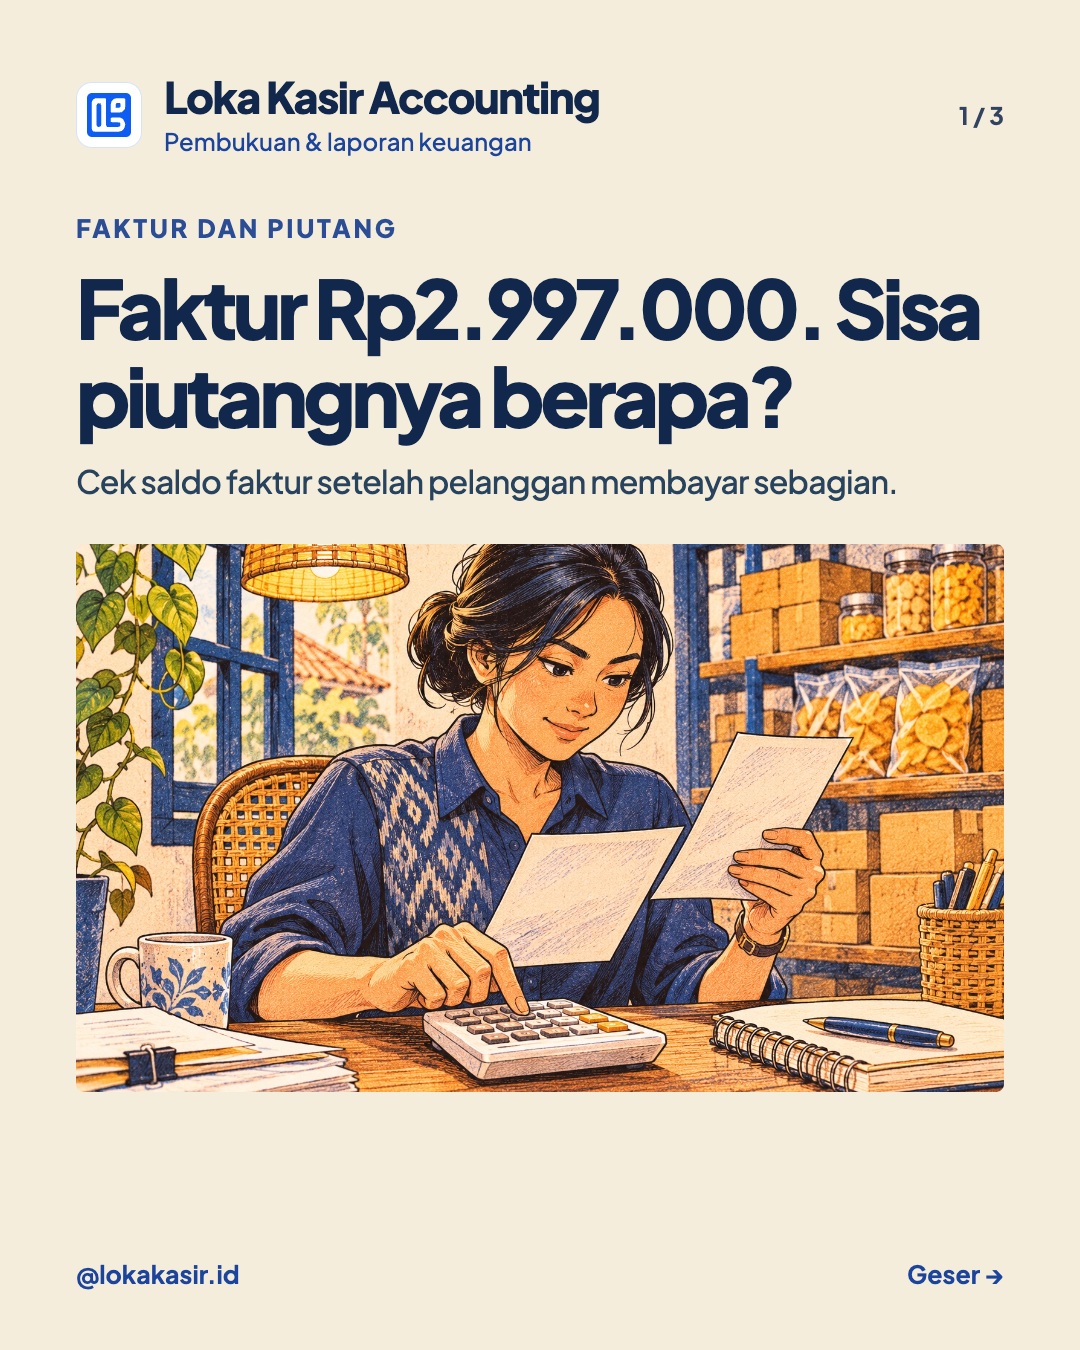 Loka Kasir Accounting
Pembukuan & laporan keuangan
1 / 3
FAKTUR DAN PIUTANG
Faktur Rp2.997.000. Sisa
piutangnya berapa?
Cek saldo faktur setelah pelanggan membayar sebagian.
@lokakasir.id
Geser →